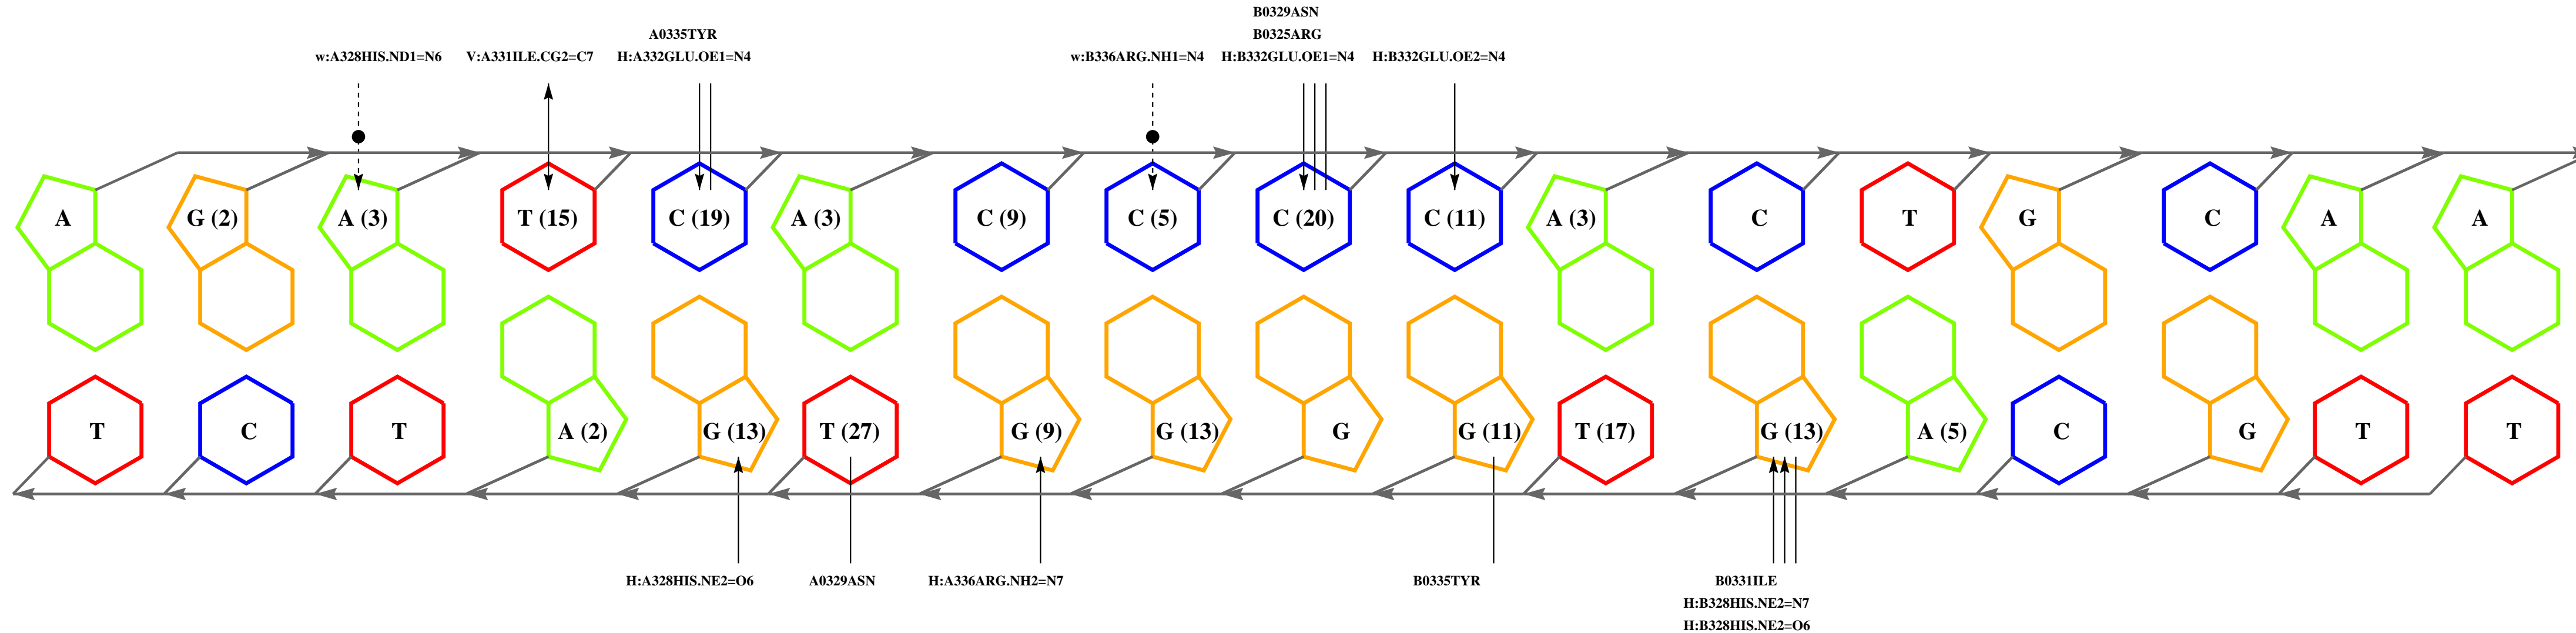 B0329ASN
A0335TYR
B0325ARG
w:A328HIS.ND1=N6
V:A331ILE.CG2=C7
H:A332GLU.OE1=N4
w:B336ARG.NH1=N4
H:B332GLU.OE1=N4
H:B332GLU.OE2=N4
A
G (2)
A (3)
T (15)
C (19)
A (3)
C (9)
C (5)
C (20)
C (11)
A (3)
C
T
G
C
A
A
T
C
T
A (2)
G (13)
T (27)
G (9)
G (13)
G
G (11)
T (17)
G (13)
A (5)
C
G
T
T
H:A328HIS.NE2=O6
A0329ASN
H:A336ARG.NH2=N7
B0335TYR
B0331ILE
H:B328HIS.NE2=N7
H:B328HIS.NE2=O6